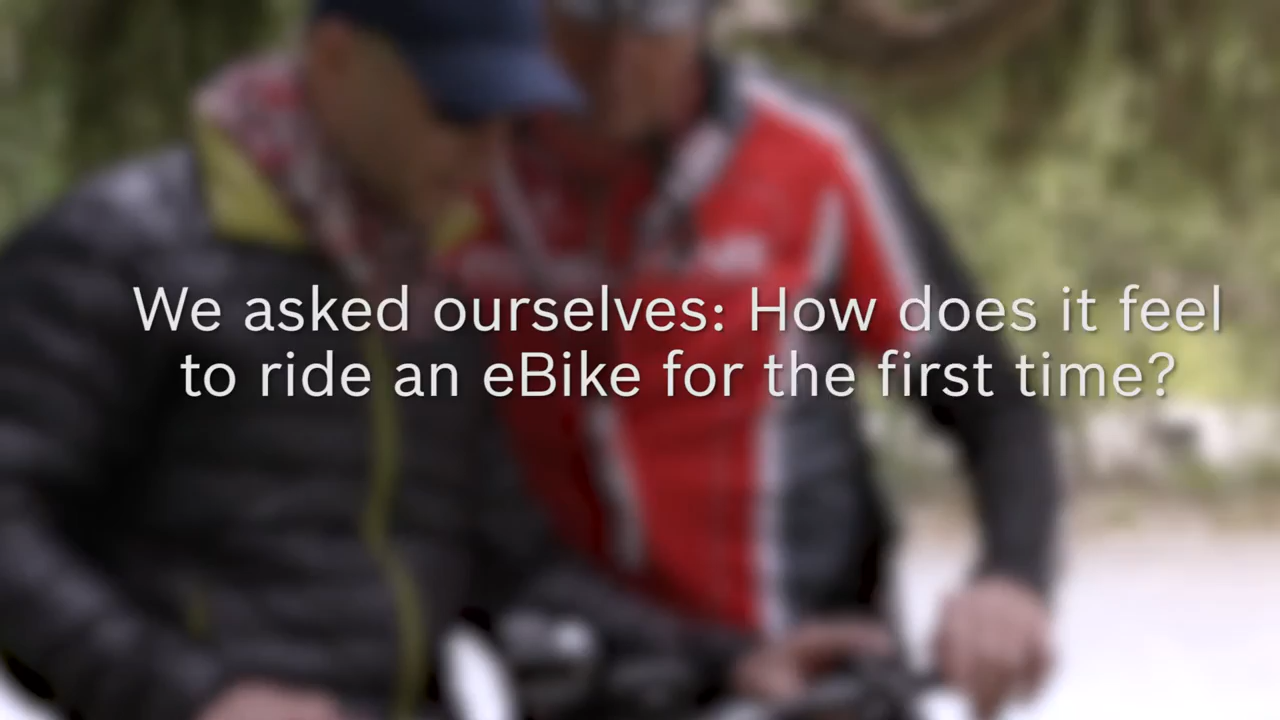 We asked ourselves: How does it feel
to ride an eBike for the first time?